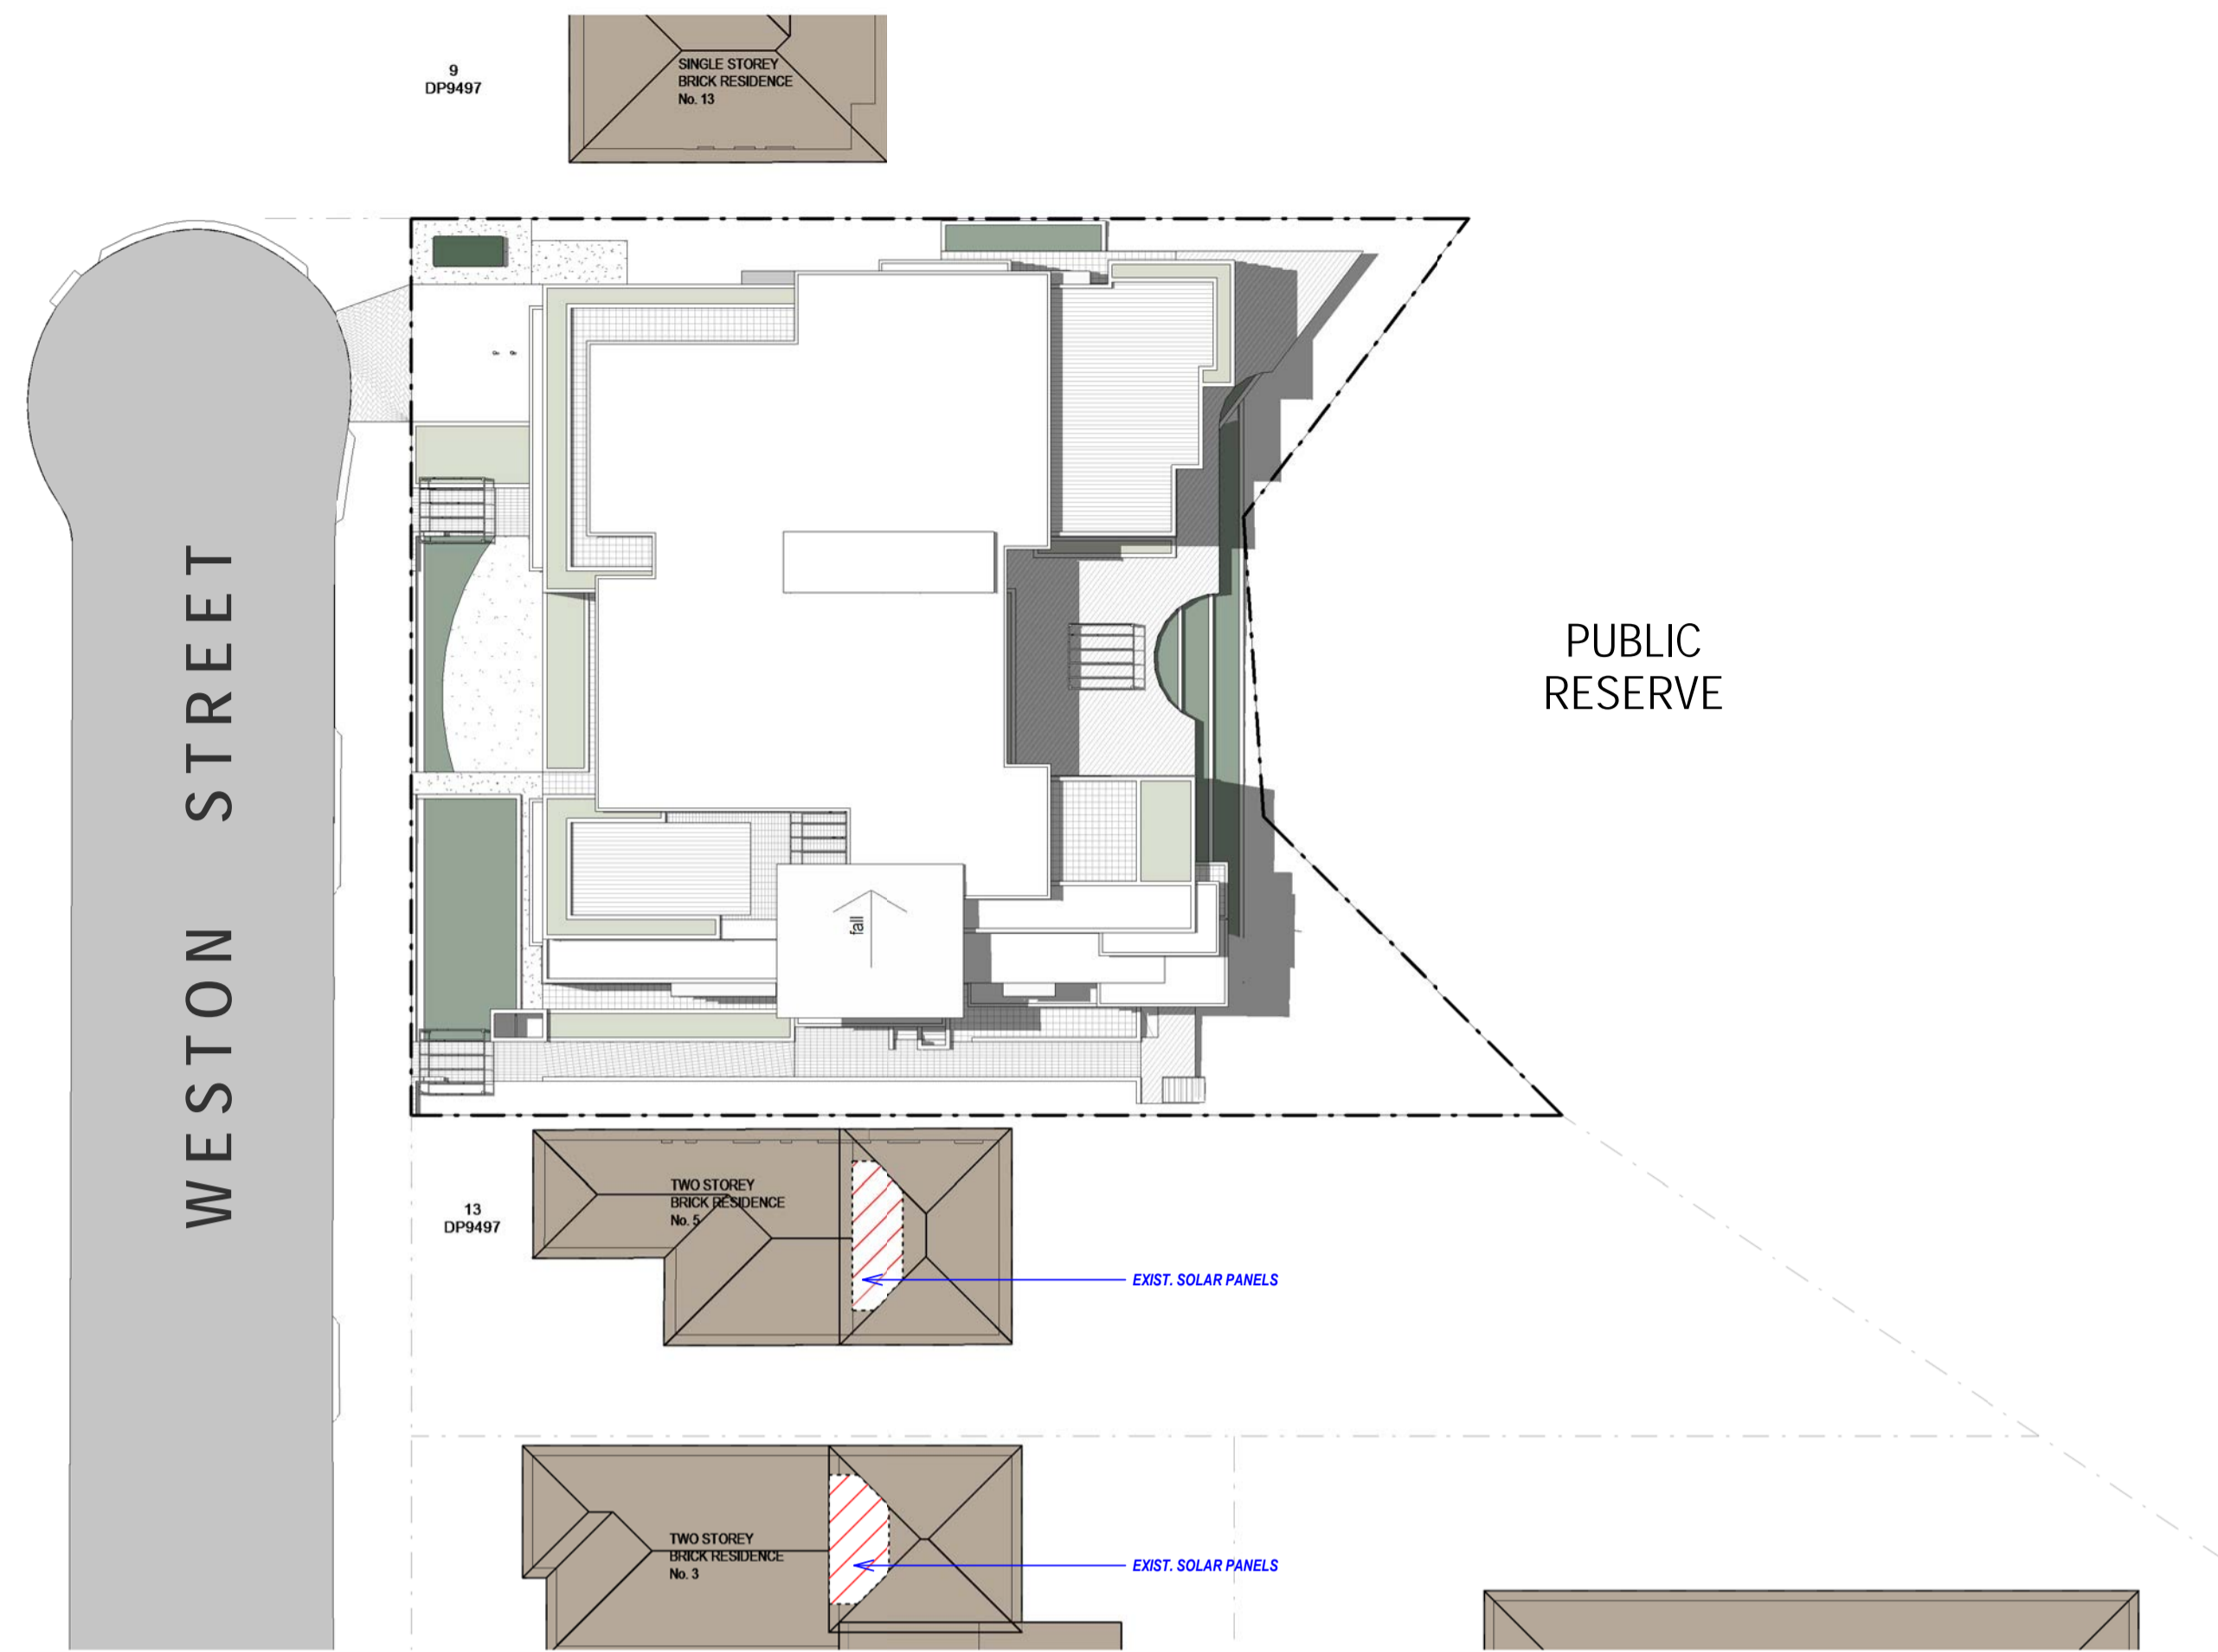 SINGLE STOREY
BRICK RESIDENCE
No. 13
9
DP9497
WESTON STREET
PUBLIC
RESERVE
fall
TWO STOREY
BRICK RESIDENCE
No. 5
13
DP9497
EXIST. SOLAR PANELS
TWO STOREY
BRICK RESIDENCE
No. 3
EXIST. SOLAR PANELS